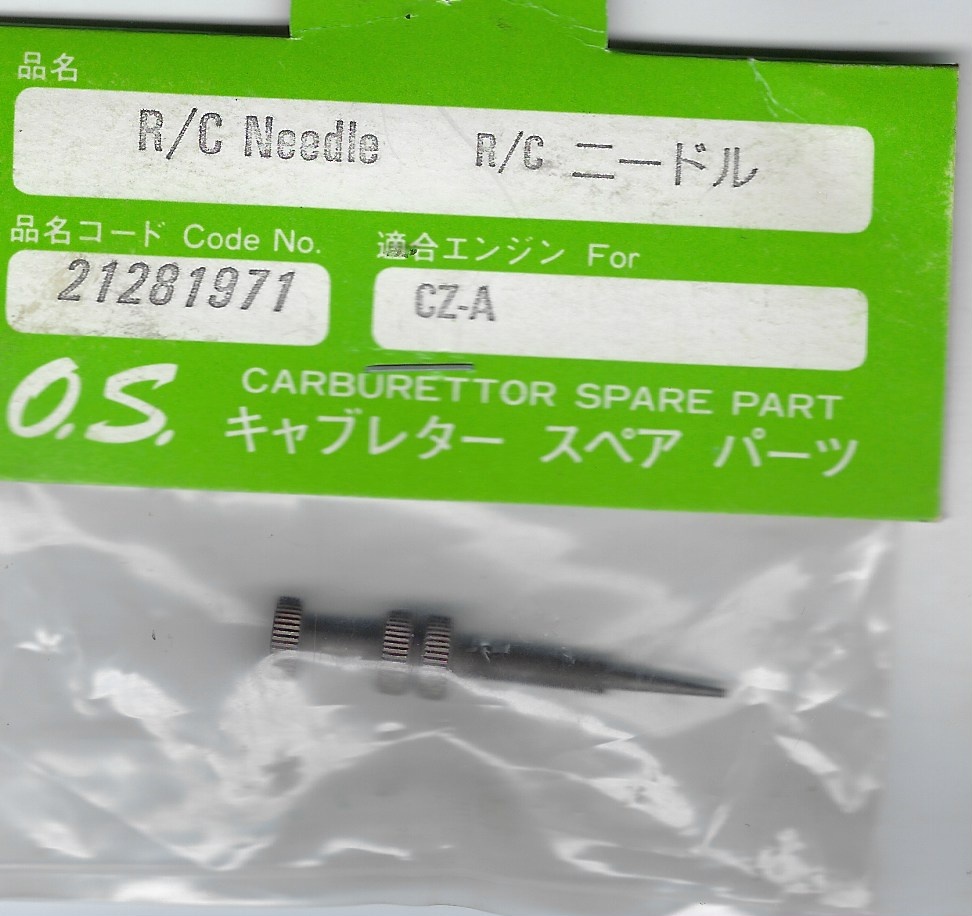 品名
R/C Needle R/C ニードル
品名コード Code No.
21281971
適合エンジン For
CZ-A
O.S.
CARBURETTOR SPARE PART
キャブレター スペア パーツ